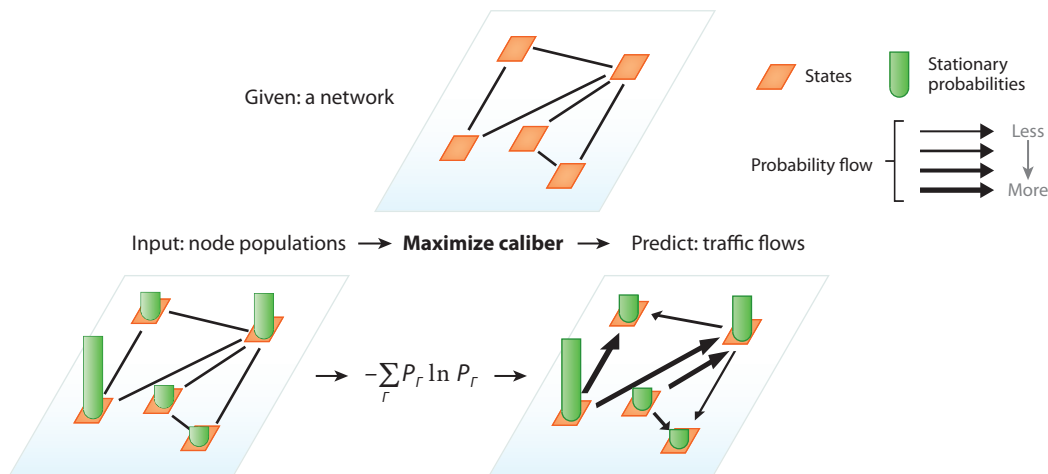 Given: a network
States
Stationary
probabilities
Probability flow
Less
More
Input: node populations → Maximize caliber → Predict: traffic flows
−∑ P_Γ ln P_Γ
Γ